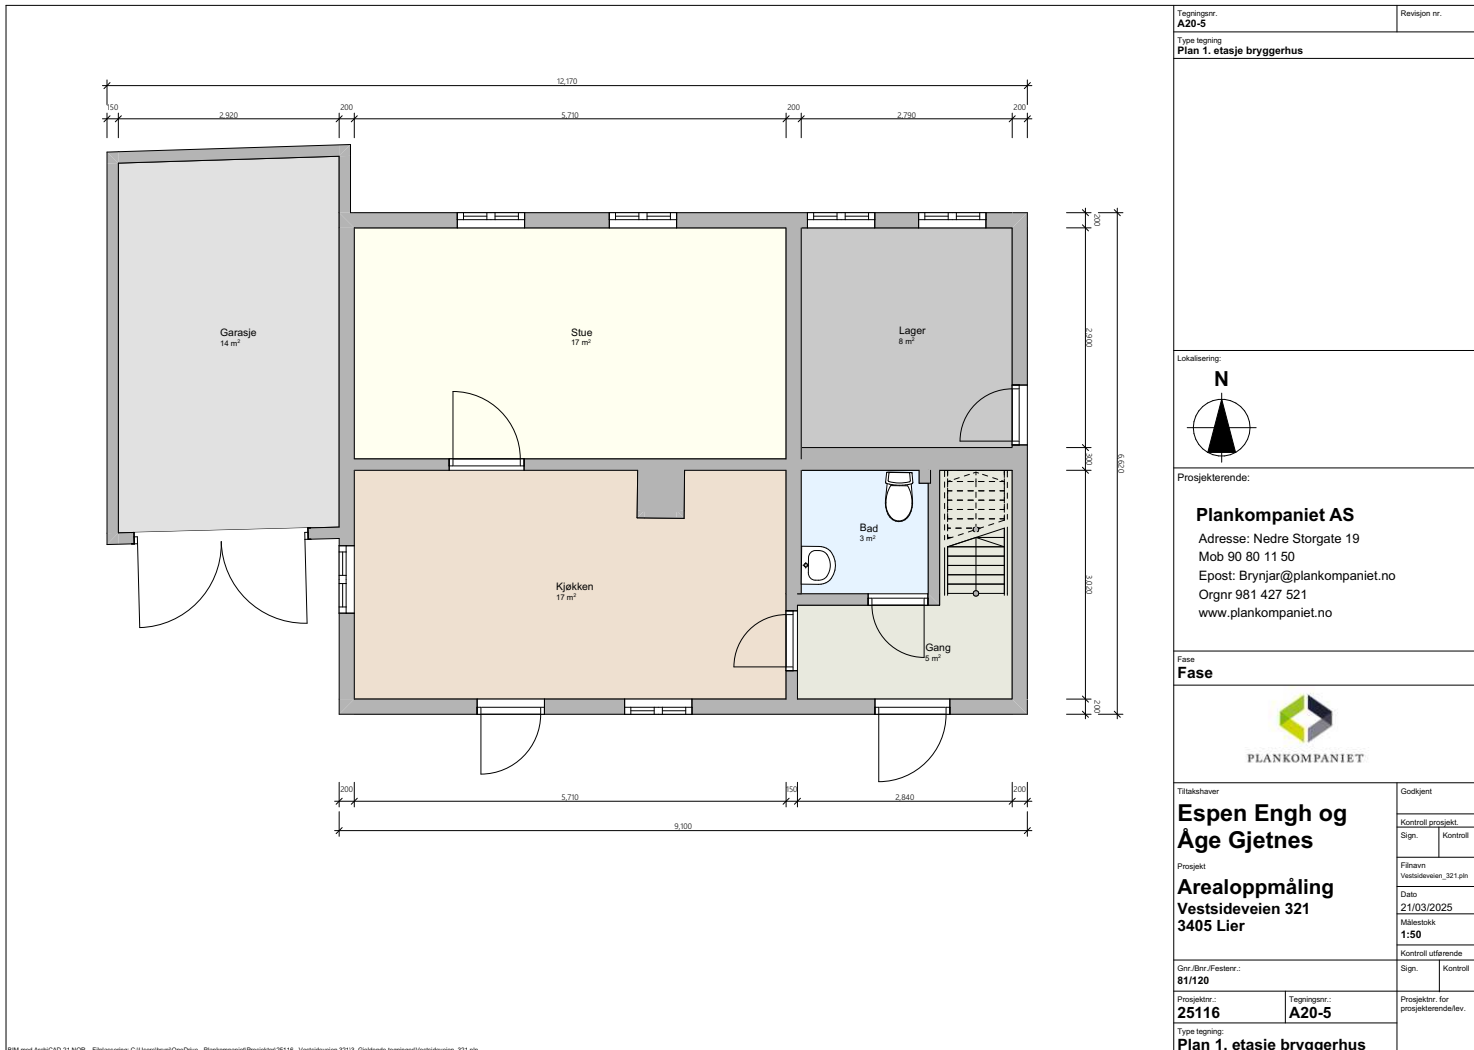 Tegningsnr.
A20-5
Revisjon nr.
Type tegning
Plan 1. etasje bryggerhus
12,170
150
2,920
200
5,710
200
2,790
200
Garasje
14 m²
Stue
17 m²
Lager
8 m²
Kjøkken
17 m²
Bad
3 m²
Gang
5 m²
200
2,900
300
3,020
200
6,620
200
5,710
150
2,840
200
9,100
Lokalisering:
N
Prosjekterende:
Plankompaniet AS
Adresse: Nedre Storgate 19
Mob 90 80 11 50
Epost: Brynjar@plankompaniet.no
Orgnr 981 427 521
www.plankompaniet.no
Fase
Fase
PLANKOMPANIET
Tiltakshaver
Espen Engh og
Åge Gjetnes
Prosjekt
Arealoppmåling
Vestsideveien 321
3405 Lier
Godkjent
Kontroll prosjekt.
Sign.
Kontroll
Filnavn
Vestsideveien_321.pln
Dato
21/03/2025
Målestokk
1:50
Kontroll utførende
Sign.
Kontroll
Gnr./Bnr./Festenr.:
81/120
Prosjektnr.:
25116
Tegningsnr.:
A20-5
Prosjektnr. for
prosjekterende/lev.
Type tegning:
Plan 1. etasje bryggerhus